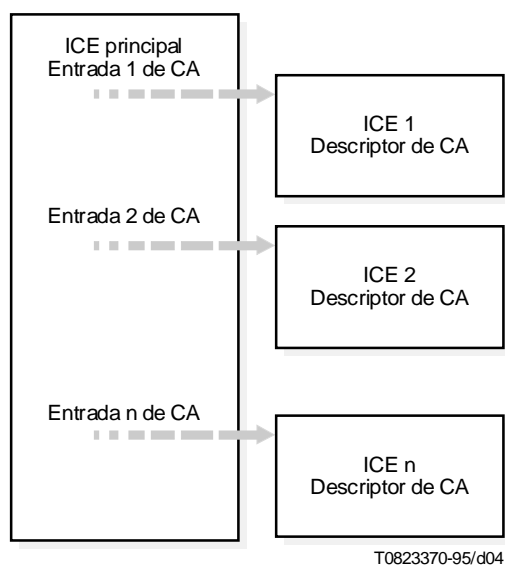 ICE principal
Entrada 1 de CA
ICE 1
Descriptor de CA
Entrada 2 de CA
ICE 2
Descriptor de CA
Entrada n de CA
ICE n
Descriptor de CA
T0823370-95/d04